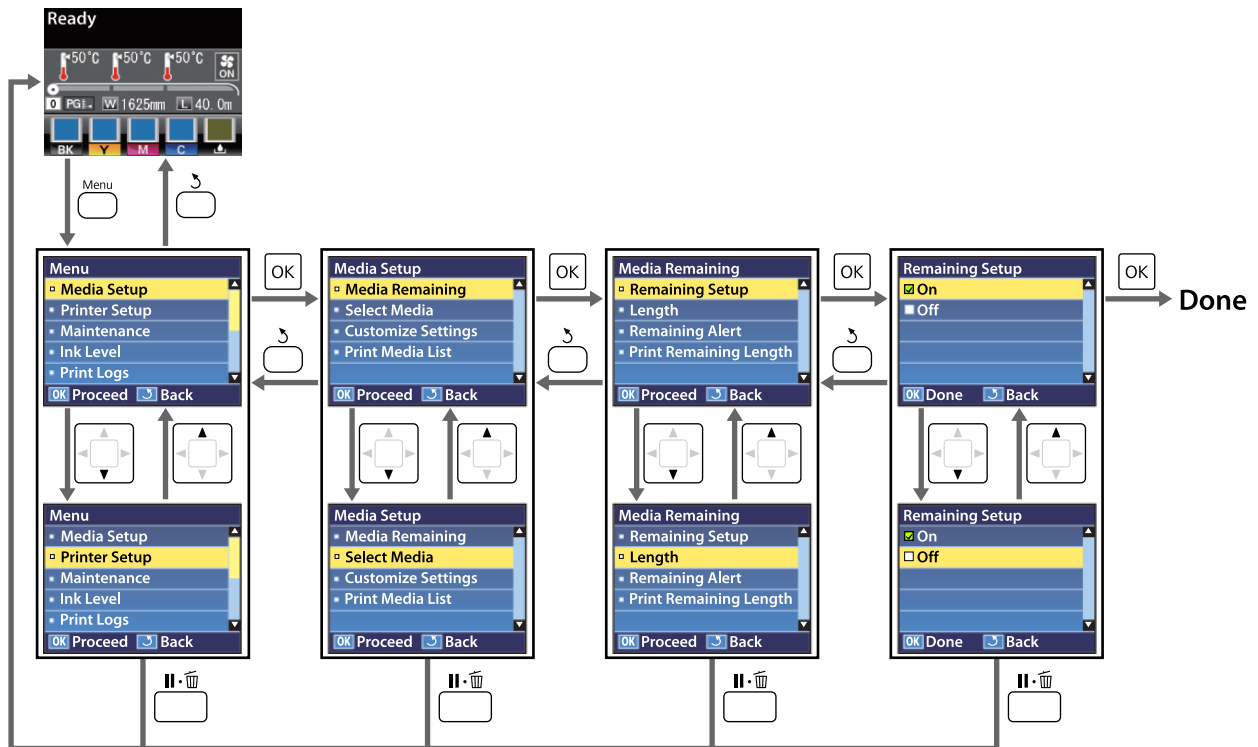 Ready
50°C 50°C 50°C
ON
0 PG W 1625mm L 40. 0m
BK Y M C
Menu
OK
OK
OK
OK
Menu
Media Setup
Printer Setup
Maintenance
Ink Level
Print Logs
OK Proceed Back
Media Setup
Media Remaining
Select Media
Customize Settings
Print Media List
OK Proceed Back
Media Remaining
Remaining Setup
Length
Remaining Alert
Print Remaining Length
OK Proceed Back
Remaining Setup
On
Off
OK Done Back
Done
Menu
Media Setup
Printer Setup
Maintenance
Ink Level
Print Logs
OK Proceed Back
Media Setup
Media Remaining
Select Media
Customize Settings
Print Media List
OK Proceed Back
Media Remaining
Remaining Setup
Length
Remaining Alert
Print Remaining Length
OK Proceed Back
Remaining Setup
On
Off
OK Done Back